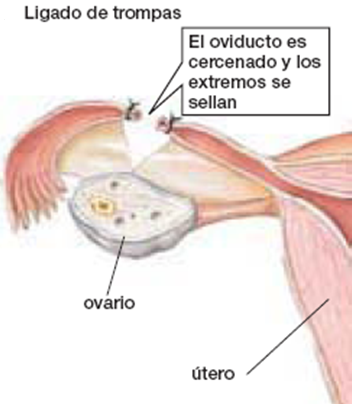 Ligado de trompas
El oviducto es
cercenado y los
extremos se
sellan
ovario
útero